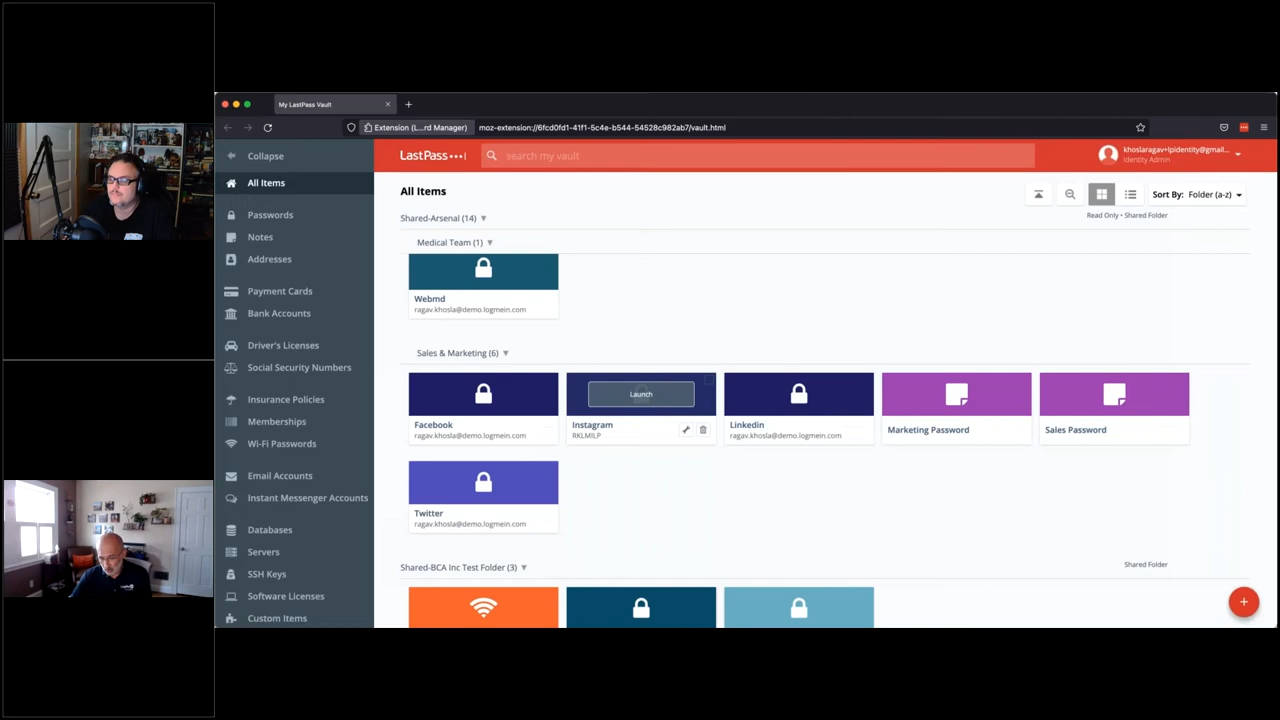 My LastPass Vault
Extension (L...rd Manager)
moz-extension://6fcd0fd1-41f1-5c4e-b544-54528c982ab7/vault.html
Collapse
LastPass
search my vault
khoslaragav+lpidentity@gmail...
Identity Admin
All Items
Passwords
Notes
Addresses
Payment Cards
Bank Accounts
Driver's Licenses
Social Security Numbers
Insurance Policies
Memberships
Wi-Fi Passwords
Email Accounts
Instant Messenger Accounts
Databases
Servers
SSH Keys
Software Licenses
Custom Items
All Items
Sort By: Folder (a-z)
Shared-Arsenal (14)
Read Only • Shared Folder
Medical Team (1)
Webmd
ragav.khosla@demo.logmein.com
Sales & Marketing (6)
Facebook
ragav.khosla@demo.logmein.com
Launch
Instagram
RKLMILP
Linkedin
ragav.khosla@demo.logmein.com
Marketing Password
Sales Password
Twitter
ragav.khosla@demo.logmein.com
Shared-BCA Inc Test Folder (3)
Shared Folder